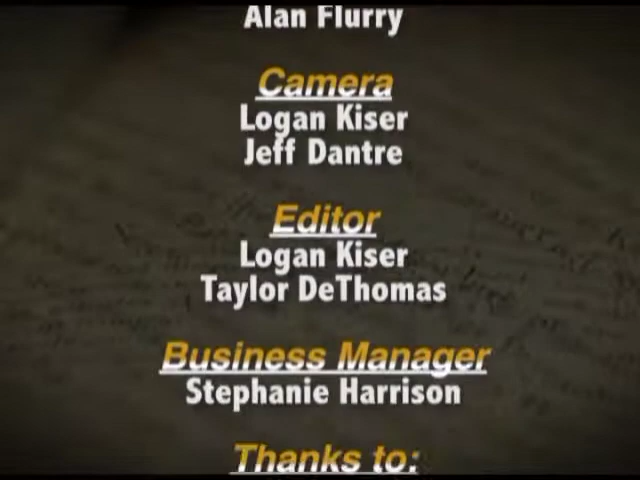 Alan Flurry
Camera
Logan Kiser
Jeff Dantre
Editor
Logan Kiser
Taylor DeThomas
Business Manager
Stephanie Harrison
Thanks to: